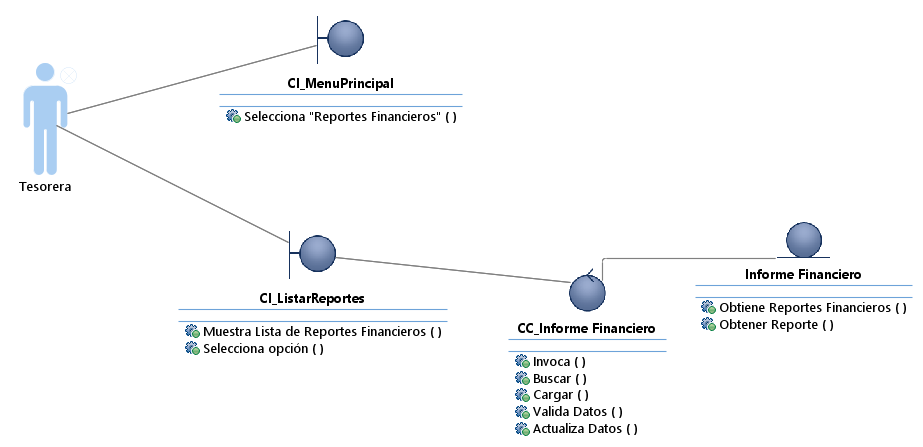 CI_MenuPrincipal
Selecciona "Reportes Financieros" ( )
Tesorera
CI_ListarReportes
Muestra Lista de Reportes Financieros ( )
Selecciona opción ( )
CC_Informe Financiero
Invoca ( )
Buscar ( )
Cargar ( )
Valida Datos ( )
Actualiza Datos ( )
Informe Financiero
Obtiene Reportes Financieros ( )
Obtener Reporte ( )